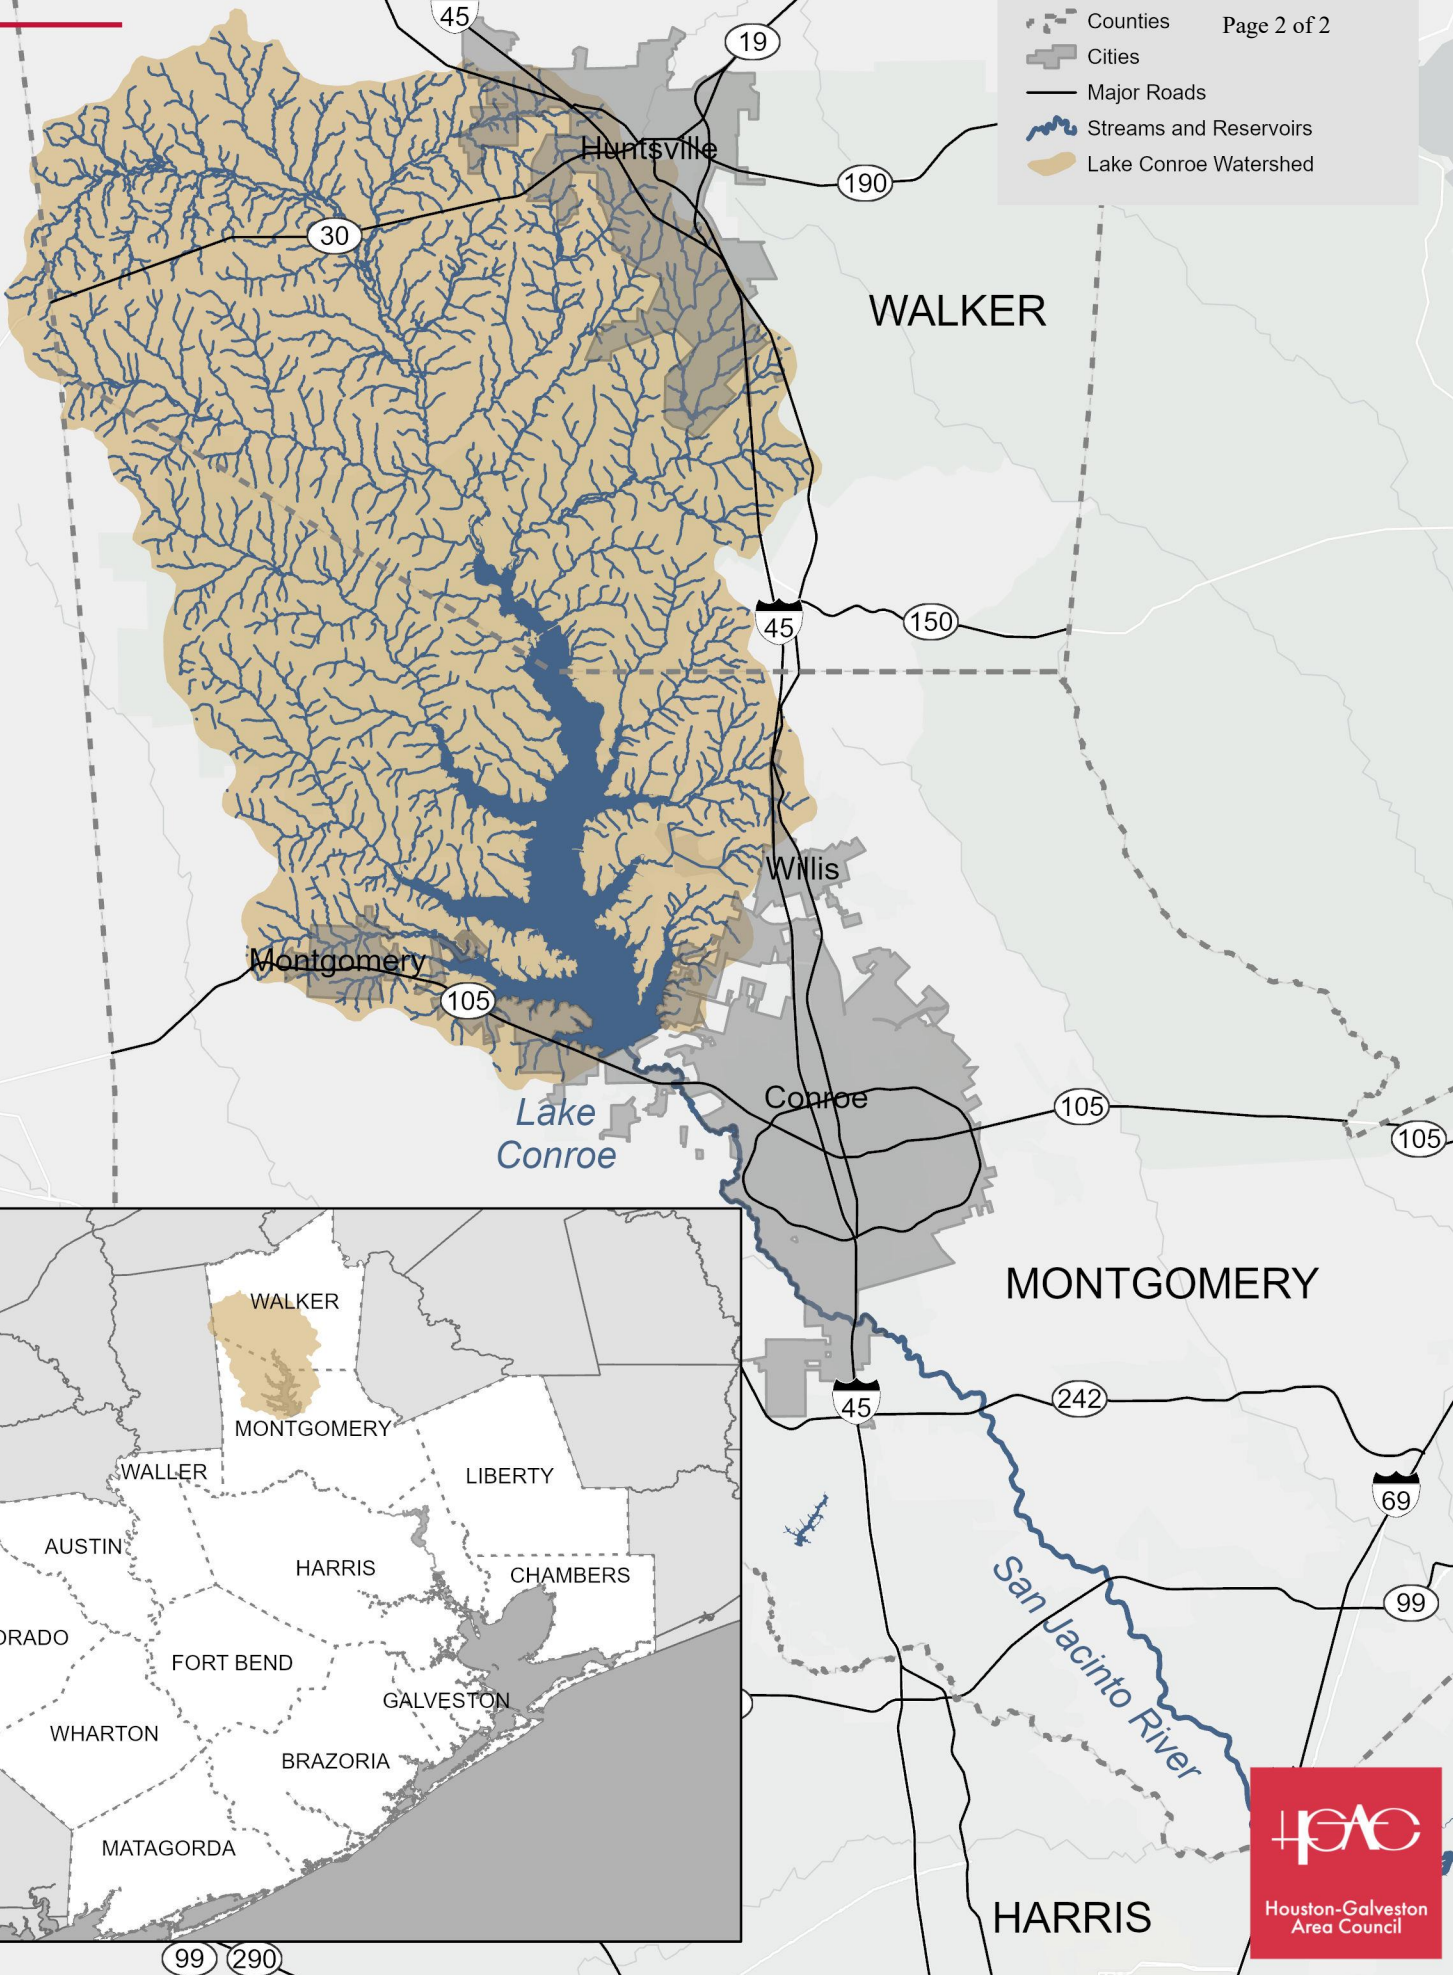 45
19
Counties
Page 2 of 2
Cities
Major Roads
Streams and Reservoirs
Lake Conroe Watershed
Huntsville
190
30
WALKER
45
150
Willis
Montgomery
105
Conroe
105
105
Lake
Conroe
MONTGOMERY
45
242
69
99
San Jacinto River
HARRIS
WALKER
MONTGOMERY
WALLER
LIBERTY
AUSTIN
HARRIS
CHAMBERS
ORADO
FORT BEND
GALVESTON
WHARTON
BRAZORIA
MATAGORDA
99
290
HGAC
Houston-Galveston
Area Council